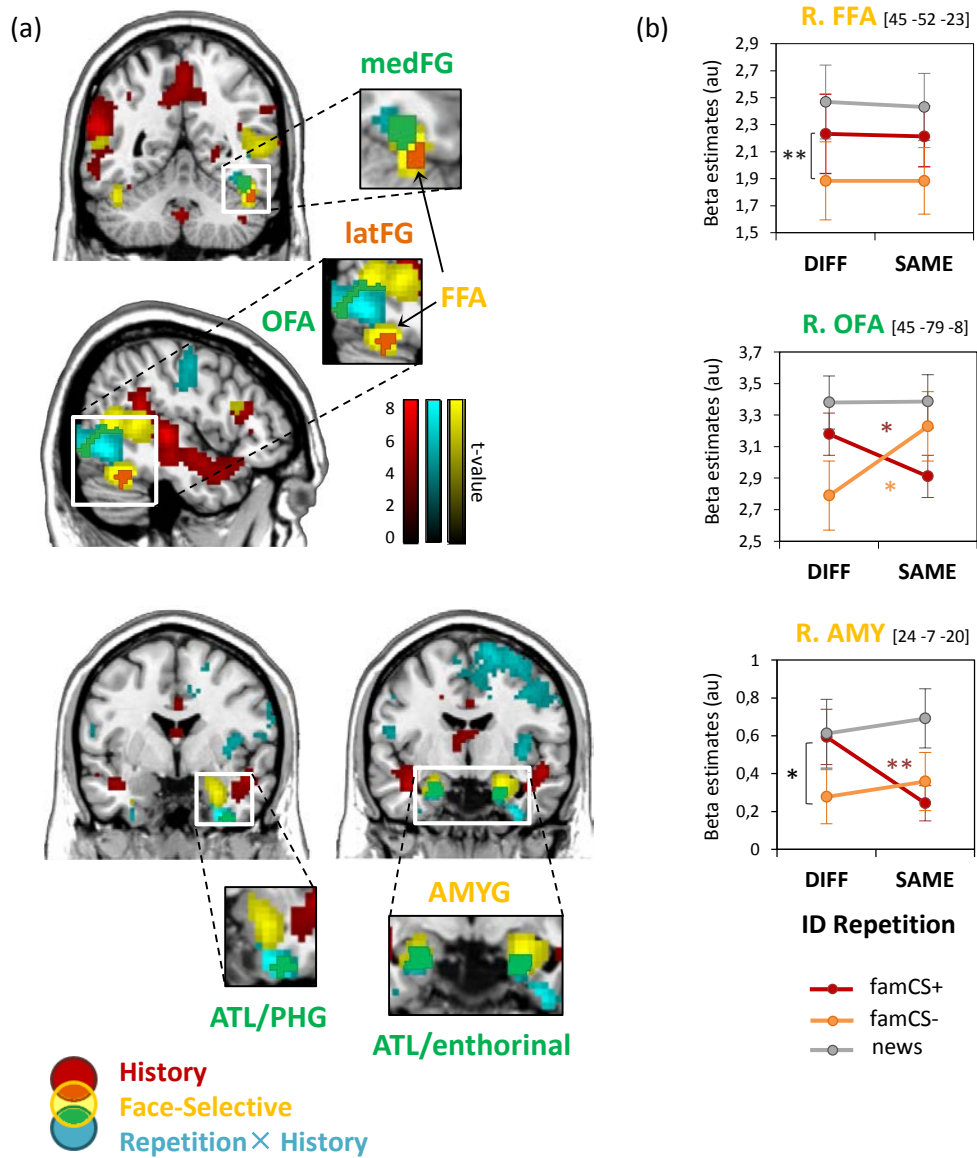 (a)
medFG
latFG
OFA
FFA
8
6
4
2
0
t-value
AMYG
ATL/PHG
ATL/enthorinal
History
Face-Selective
Repetition× History
(b)
R. FFA [45 -52 -23]
Beta estimates (au)
2,9
2,7
2,5
2,3
2,1
1,9
1,7
1,5
**
DIFF SAME
R. OFA [45 -79 -8]
Beta estimates (au)
3,7
3,5
3,3
3,1
2,9
2,7
2,5
*
*
DIFF SAME
R. AMY [24 -7 -20]
Beta estimates (au)
1
0,8
0,6
0,4
0,2
0
*
**
DIFF SAME
ID Repetition
famCS+
famCS-
news